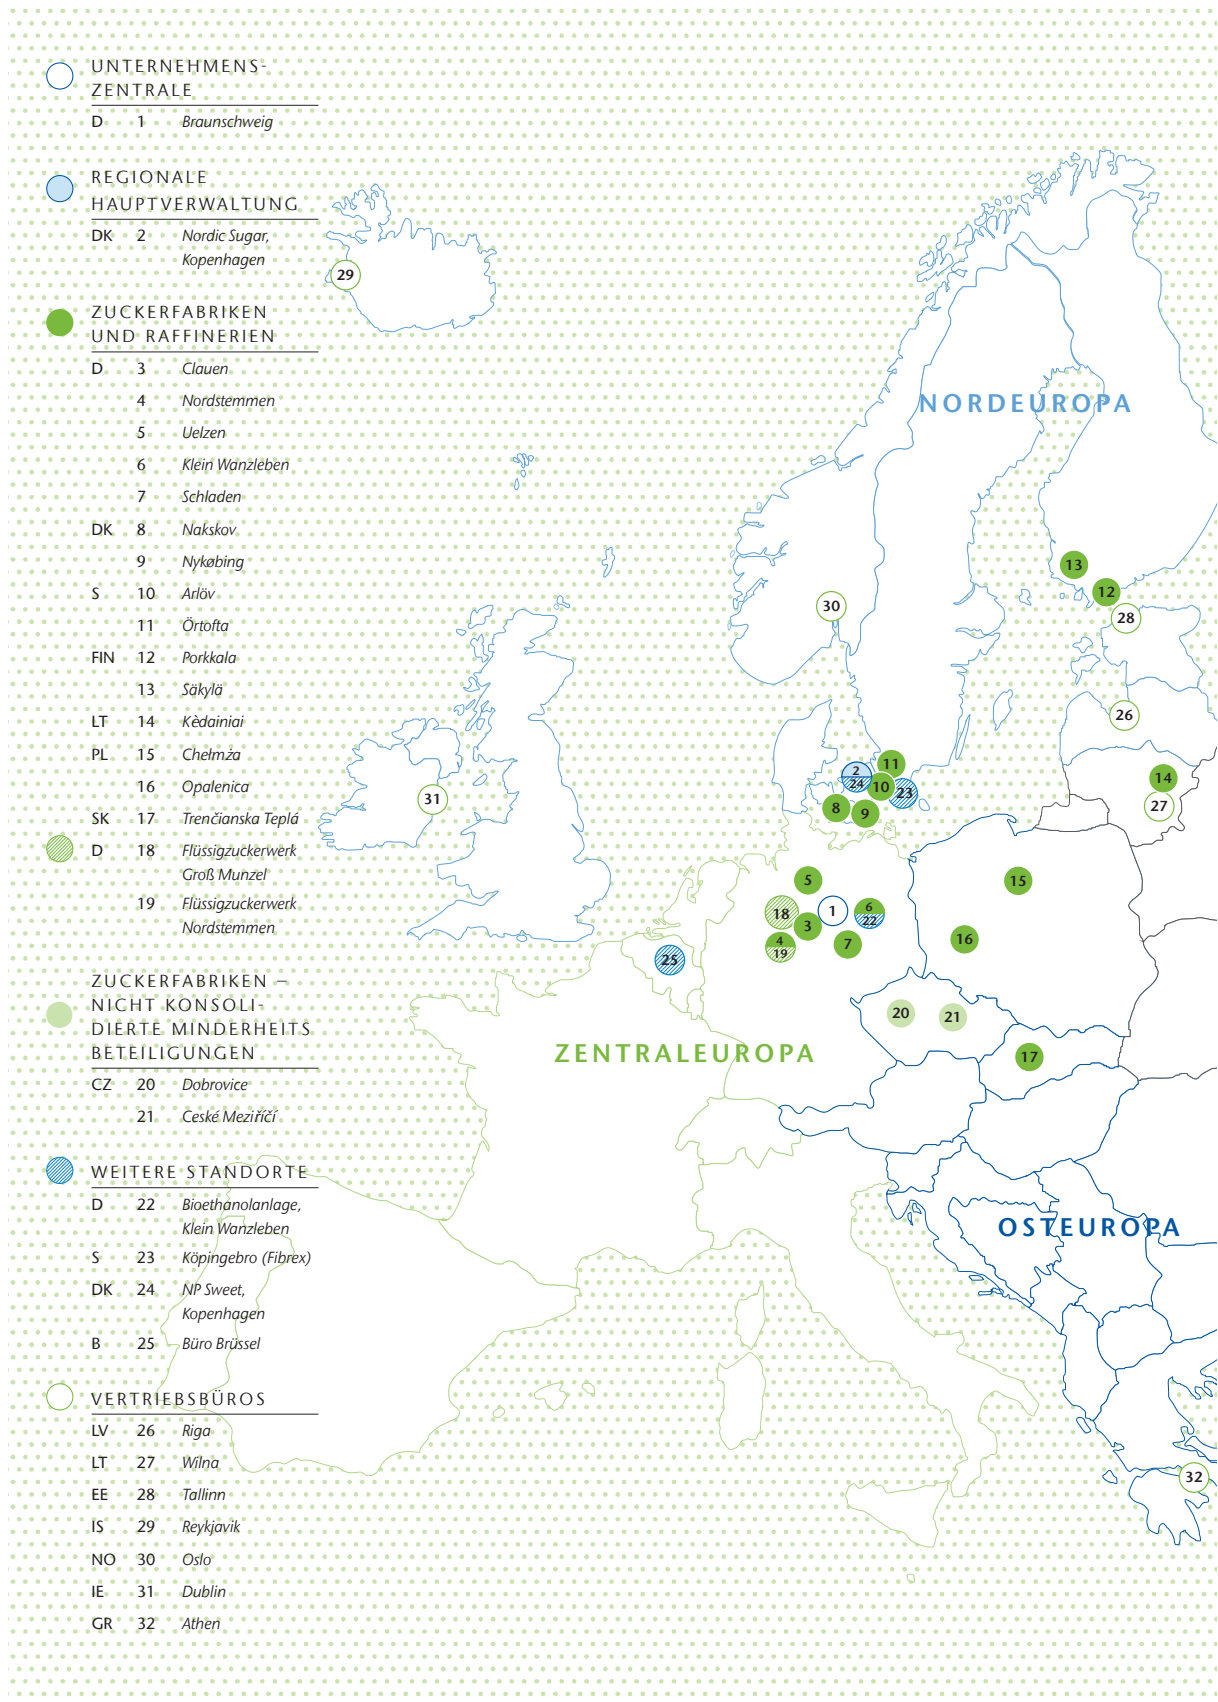 UNTERNEHMENS-
ZENTRALE
D 1 Braunschweig
REGIONALE
HAUPTVERWALTUNG
DK 2 Nordic Sugar,
Kopenhagen
ZUCKERFABRIKEN
UND RAFFINERIEN
D 3 Clauen
4 Nordstemmen
5 Uelzen
6 Klein Wanzleben
7 Schladen
DK 8 Nakskov
9 Nykøbing
S 10 Arlöv
11 Örtofta
FIN 12 Porkkala
13 Säkylä
LT 14 Kèdainiai
PL 15 Chełmża
16 Opalenica
SK 17 Trenčianska Teplá
D 18 Flüssigzuckerwerk
Groß Munzel
19 Flüssigzuckerwerk
Nordstemmen
ZUCKERFABRIKEN –
NICHT KONSOLI-
DIERTE MINDERHEITS
BETEILIGUNGEN
CZ 20 Dobrovice
21 Ceské Meziříčí
WEITERE STANDORTE
D 22 Bioethanolanlage,
Klein Wanzleben
S 23 Köpingebro (Fibrex)
DK 24 NP Sweet,
Kopenhagen
B 25 Büro Brüssel
VERTRIEBSBÜROS
LV 26 Riga
LT 27 Wilna
EE 28 Tallinn
IS 29 Reykjavik
NO 30 Oslo
IE 31 Dublin
GR 32 Athen
29
NORDEUROPA
13
12
30
28
26
11
2
24
10
23
14
31
8
9
27
5
15
18
1
6
22
3
16
4
19
7
25
20
21
ZENTRALEUROPA
17
OSTEUROPA
32